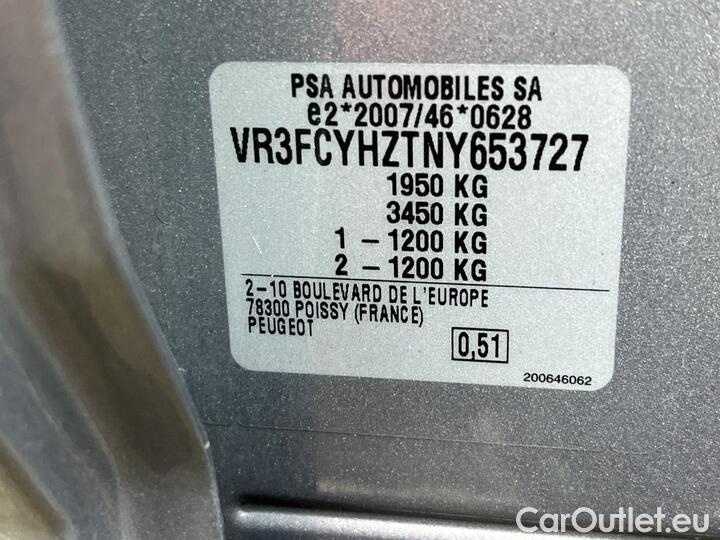 PSA AUTOMOBILES SA
e2*2007/46*0628
VR3FCYHZTNY653727
1950 KG
3450 KG
1 - 1200 KG
2 - 1200 KG
2-10 BOULEVARD DE L'EUROPE
78300 POISSY (FRANCE)
PEUGEOT
0,51
200646062
CarOutlet.eu